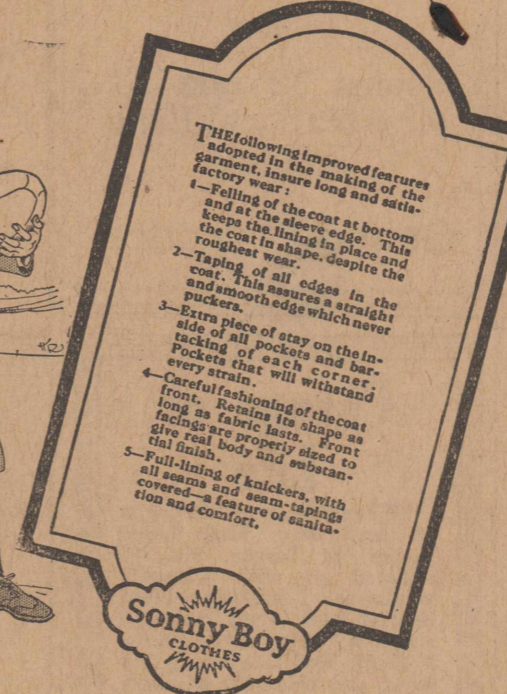 THE following improved features
adopted in the making of the
garment, insure long and satis-
factory wear:
1—Felling of the coat at bottom
and at the sleeve edge. This
keeps the lining in place and
the coat in shape, despite the
roughest wear.
2—Taping of all edges in the
coat. This assures a straight
and smooth edge which never
puckers.
3—Extra piece of stay on the in-
side of all pockets and bar-
tacking of each corner.
Pockets that will withstand
every strain.
4—Careful fashioning of the coat
front. Retains its shape as
long as fabric lasts. Front
facings are properly sized to
give real body and substan-
tial finish.
5—Full-lining of knickers, with
all seams and seam-tapings
covered—a feature of sanita-
tion and comfort.
Sonny Boy
CLOTHES